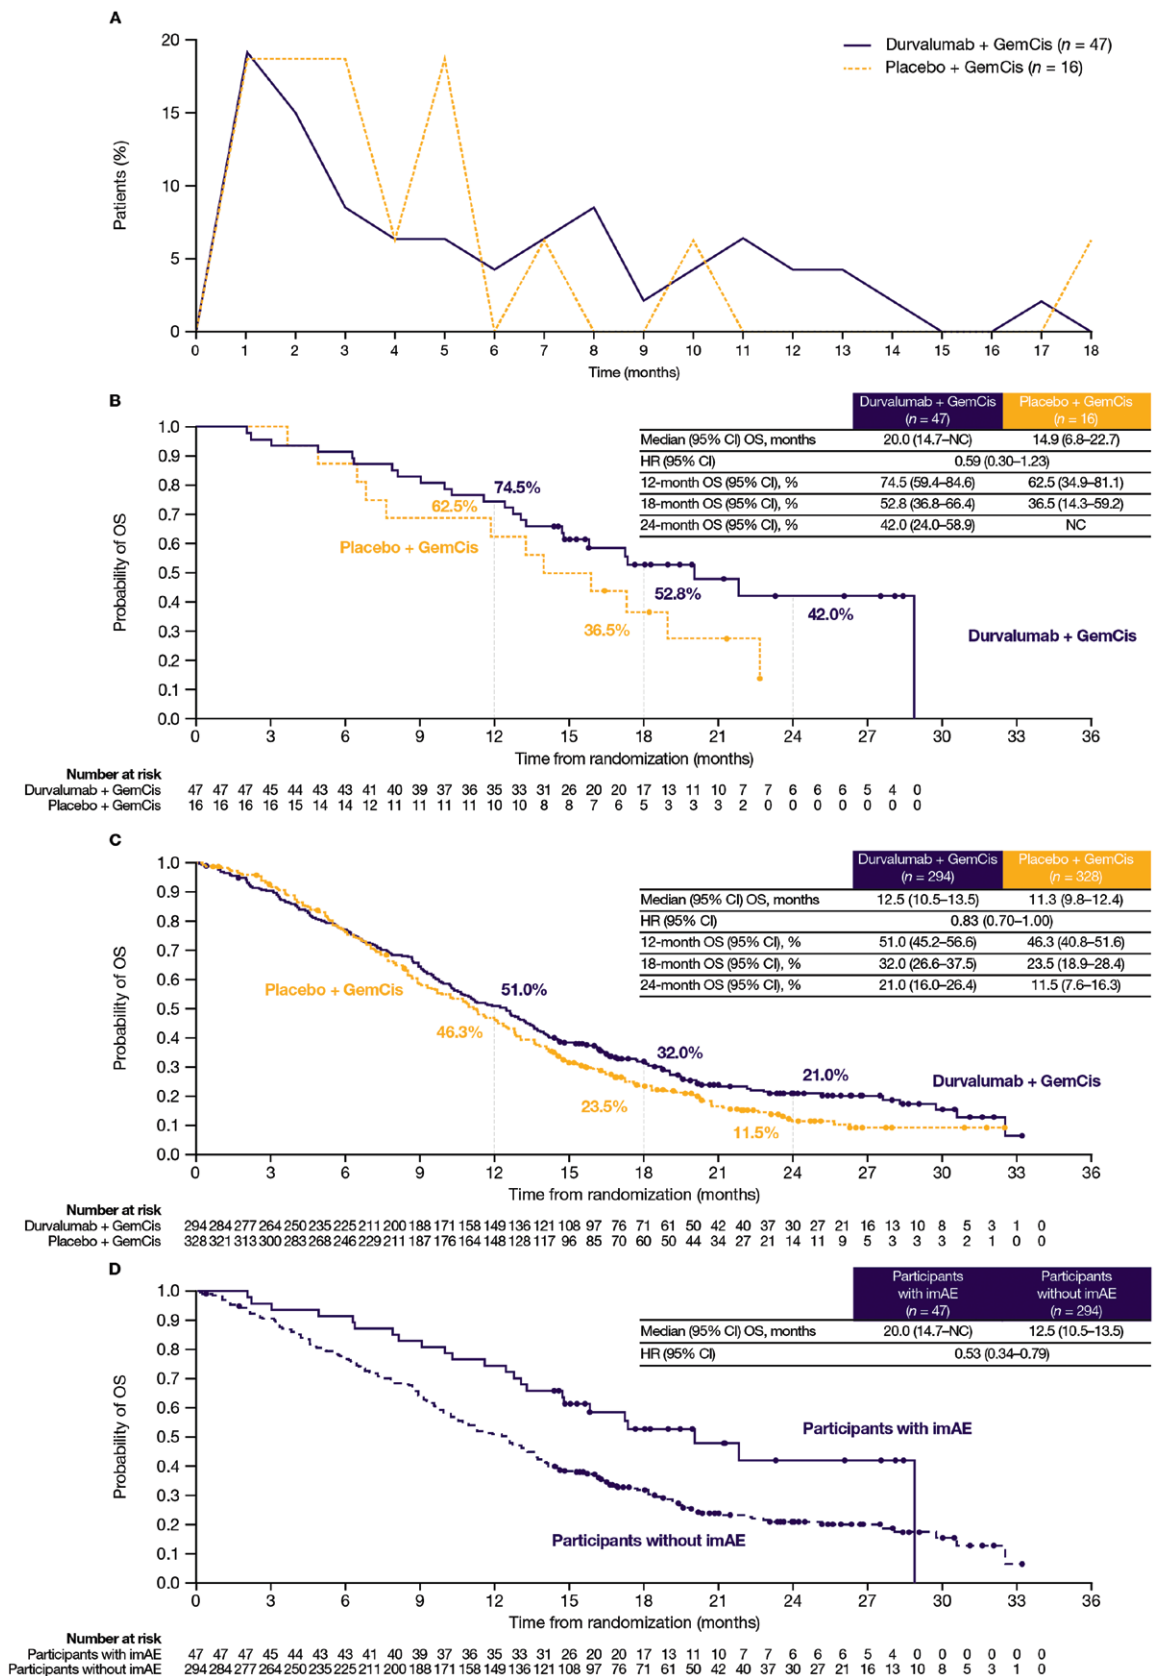 A
20
15
10
5
0
Patients (%)
Durvalumab + GemCis (n = 47)
Placebo + GemCis (n = 16)
0 1 2 3 4 5 6 7 8 9 10 11 12 13 14 15 16 17 18
Time (months)
B
Durvalumab + GemCis (n = 47) Placebo + GemCis (n = 16)
Median (95% CI) OS, months 20.0 (14.7–NC) 14.9 (6.8–22.7)
HR (95% CI) 0.59 (0.30–1.23)
12-month OS (95% CI), % 74.5 (59.4–84.6) 62.5 (34.9–81.1)
18-month OS (95% CI), % 52.8 (36.8–66.4) 36.5 (14.3–59.2)
24-month OS (95% CI), % 42.0 (24.0–58.9) NC
1.0
0.9
0.8
0.7
0.6
0.5
0.4
0.3
0.2
0.1
0.0
Probability of OS
74.5%
62.5%
Placebo + GemCis
52.8%
42.0%
36.5%
Durvalumab + GemCis
0 3 6 9 12 15 18 21 24 27 30 33 36
Time from randomization (months)
Number at risk
Durvalumab + GemCis 47 47 47 45 44 43 43 41 40 39 37 36 35 33 31 26 20 20 17 13 11 10 7 7 6 6 6 5 4 0
Placebo + GemCis 16 16 16 16 15 14 14 12 11 11 11 11 10 10 8 8 7 6 5 3 3 3 2 0 0 0 0 0 0 0
C
Durvalumab + GemCis (n = 294) Placebo + GemCis (n = 328)
Median (95% CI) OS, months 12.5 (10.5–13.5) 11.3 (9.8–12.4)
HR (95% CI) 0.83 (0.70–1.00)
12-month OS (95% CI), % 51.0 (45.2–56.6) 46.3 (40.8–51.6)
18-month OS (95% CI), % 32.0 (26.6–37.5) 23.5 (18.9–28.4)
24-month OS (95% CI), % 21.0 (16.0–26.4) 11.5 (7.6–16.3)
1.0
0.9
0.8
0.7
0.6
0.5
0.4
0.3
0.2
0.1
0.0
Probability of OS
Placebo + GemCis
51.0%
46.3%
32.0%
21.0%
Durvalumab + GemCis
23.5%
11.5%
0 3 6 9 12 15 18 21 24 27 30 33 36
Time from randomization (months)
Number at risk
Durvalumab + GemCis 294 284 277 264 250 235 225 211 200 188 171 158 149 136 121 108 97 76 71 61 50 42 40 37 30 27 21 16 13 10 8 5 3 1 0
Placebo + GemCis 328 321 313 300 283 268 246 229 211 187 176 164 148 128 117 96 85 70 60 50 44 34 27 21 14 11 9 5 3 3 3 2 1 0 0
D
Participants with imAE (n = 47) Participants without imAE (n = 294)
Median (95% CI) OS, months 20.0 (14.7–NC) 12.5 (10.5–13.5)
HR (95% CI) 0.53 (0.34–0.79)
1.0
0.9
0.8
0.7
0.6
0.5
0.4
0.3
0.2
0.1
0.0
Probability of OS
Participants with imAE
Participants without imAE
0 3 6 9 12 15 18 21 24 27 30 33 36
Time from randomization (months)
Number at risk
Participants with imAE 47 47 47 45 44 43 43 41 40 39 37 36 35 33 31 26 20 20 17 13 11 10 7 7 6 6 6 5 4 0 0 0 0 0 0
Participants without imAE 294 284 277 264 250 235 225 211 200 188 171 158 149 136 121 108 97 76 71 61 50 42 40 37 30 27 21 16 13 10 8 5 3 1 0